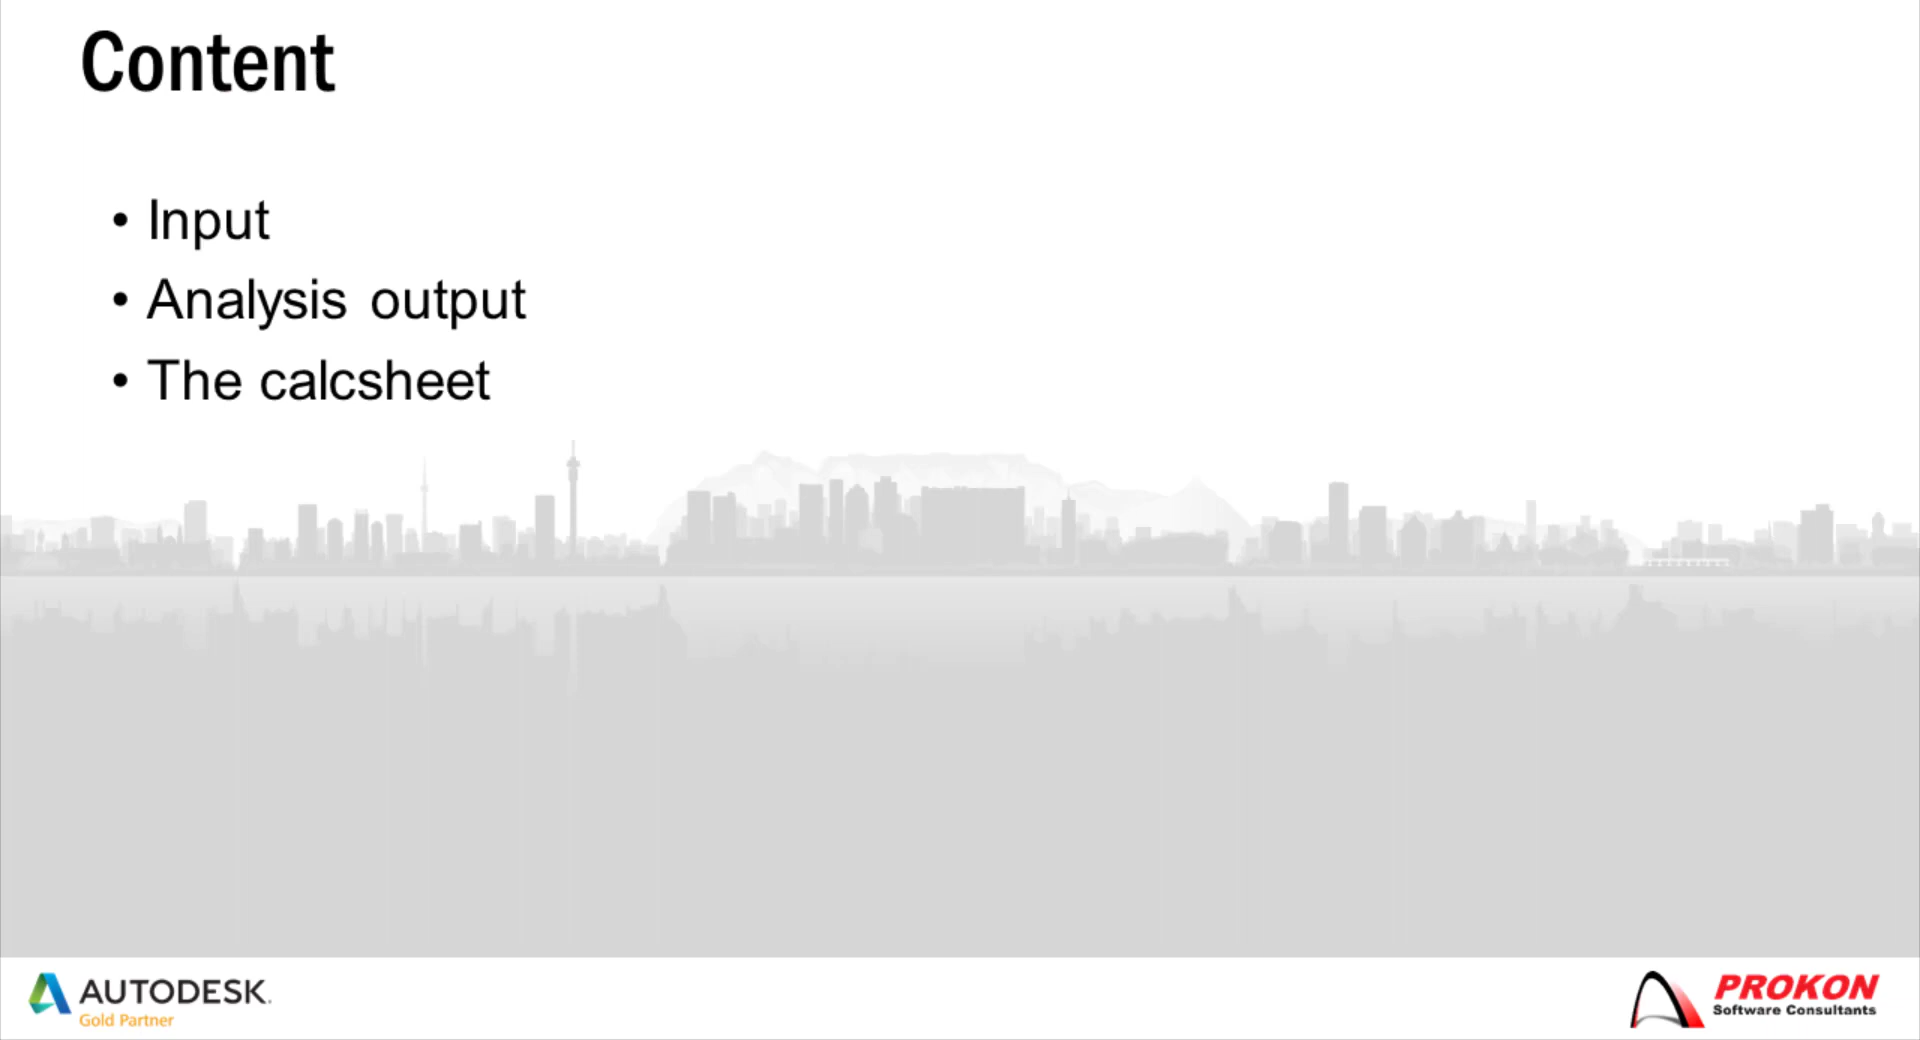 Content
• Input
• Analysis output
• The calcsheet
AUTODESK.
Gold Partner
PROKON
Software Consultants